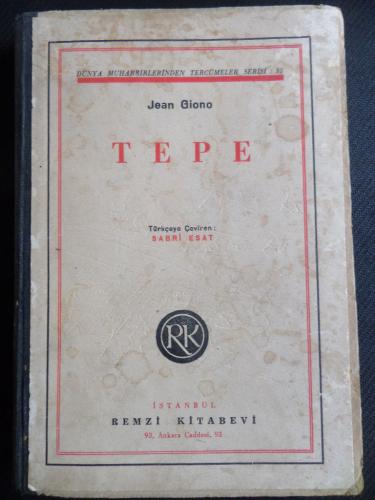 DÜNYA MUHARRİRLERİNDEN TERCÜMELER SERİSİ : 32
Jean Giono
TEPE
Türkçeye Çeviren:
SABRİ ESAT
RK
İSTANBUL
REMZİ KİTABEVİ
93, Ankara Caddesi, 93